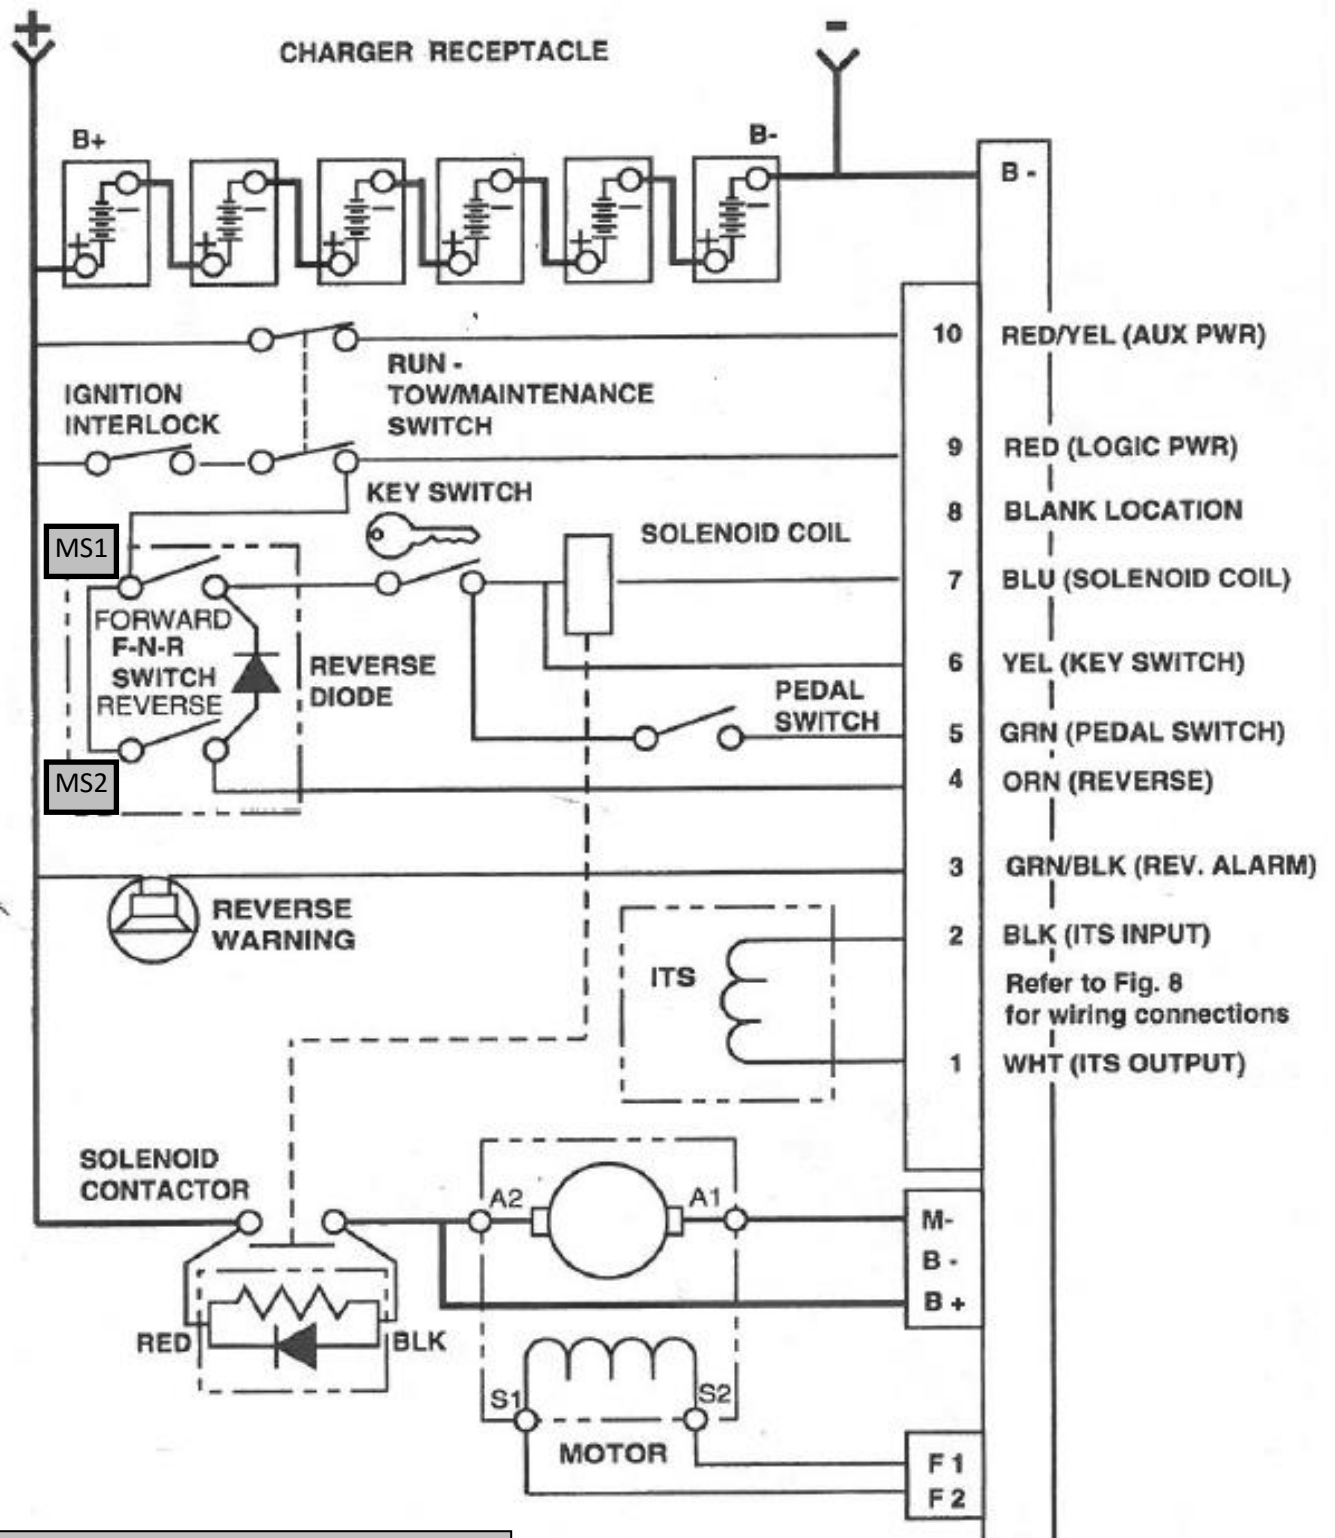 +
-
CHARGER RECEPTACLE
B+
B-
B -
10
RED/YEL (AUX PWR)
RUN -
TOW/MAINTENANCE
SWITCH
IGNITION
INTERLOCK
9
RED (LOGIC PWR)
KEY SWITCH
8
BLANK LOCATION
SOLENOID COIL
MS1
7
BLU (SOLENOID COIL)
FORWARD
F-N-R
SWITCH
REVERSE
REVERSE
DIODE
6
YEL (KEY SWITCH)
PEDAL
SWITCH
5
GRN (PEDAL SWITCH)
MS2
4
ORN (REVERSE)
3
GRN/BLK (REV. ALARM)
REVERSE
WARNING
2
BLK (ITS INPUT)
ITS
Refer to Fig. 8
for wiring connections
1
WHT (ITS OUTPUT)
SOLENOID
CONTACTOR
A2
A1
M-
B -
B +
RED
BLK
S1
S2
MOTOR
F 1
F 2